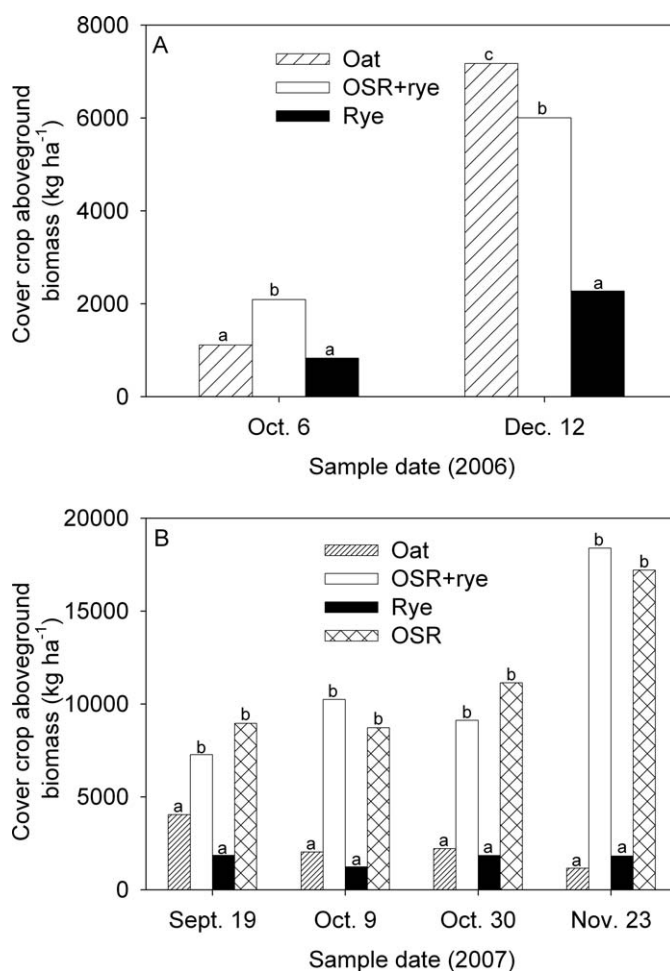 A
Oat
OSR+rye
Rye
Cover crop aboveground
biomass (kg ha⁻¹)
8000
6000
4000
2000
0
a
b
a
c
b
a
Oct. 6
Dec. 12
Sample date (2006)
B
Oat
OSR+rye
Rye
OSR
Cover crop aboveground
biomass (kg ha⁻¹)
20000
15000
10000
5000
0
a
b
a
b
a
b
a
b
a
b
a
b
a
b
a
b
Sept. 19
Oct. 9
Oct. 30
Nov. 23
Sample date (2007)